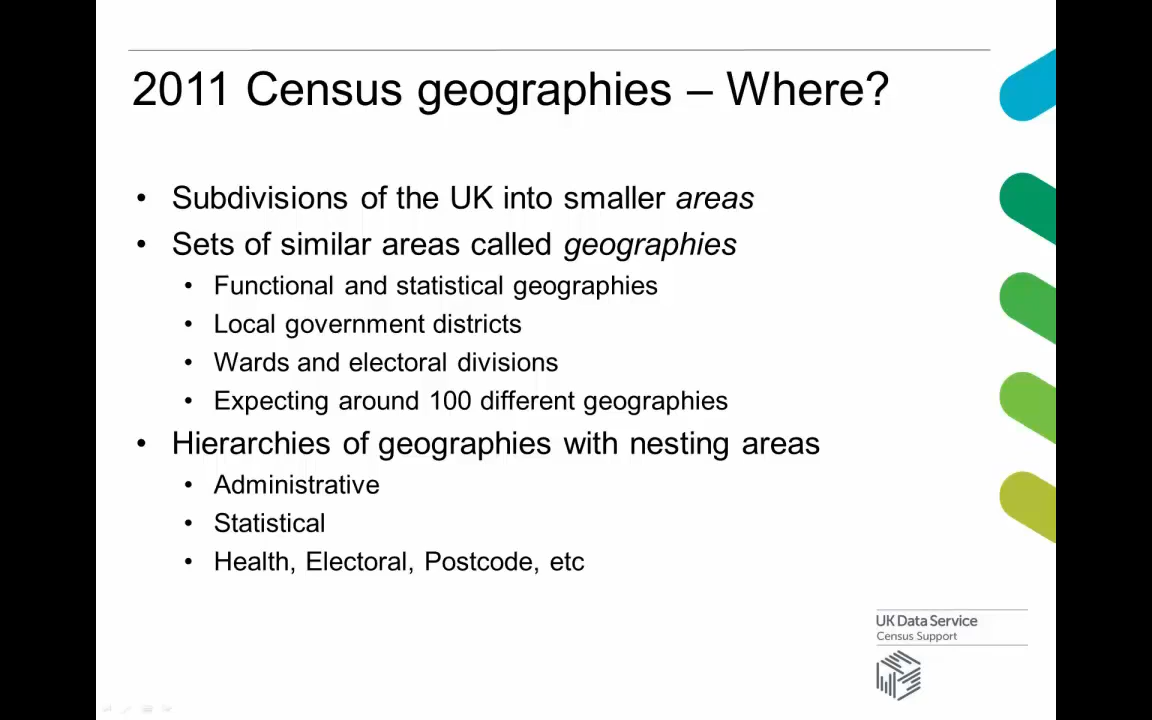 2011 Census geographies – Where?
• Subdivisions of the UK into smaller areas
• Sets of similar areas called geographies
• Functional and statistical geographies
• Local government districts
• Wards and electoral divisions
• Expecting around 100 different geographies
• Hierarchies of geographies with nesting areas
• Administrative
• Statistical
• Health, Electoral, Postcode, etc
UK Data Service
Census Support